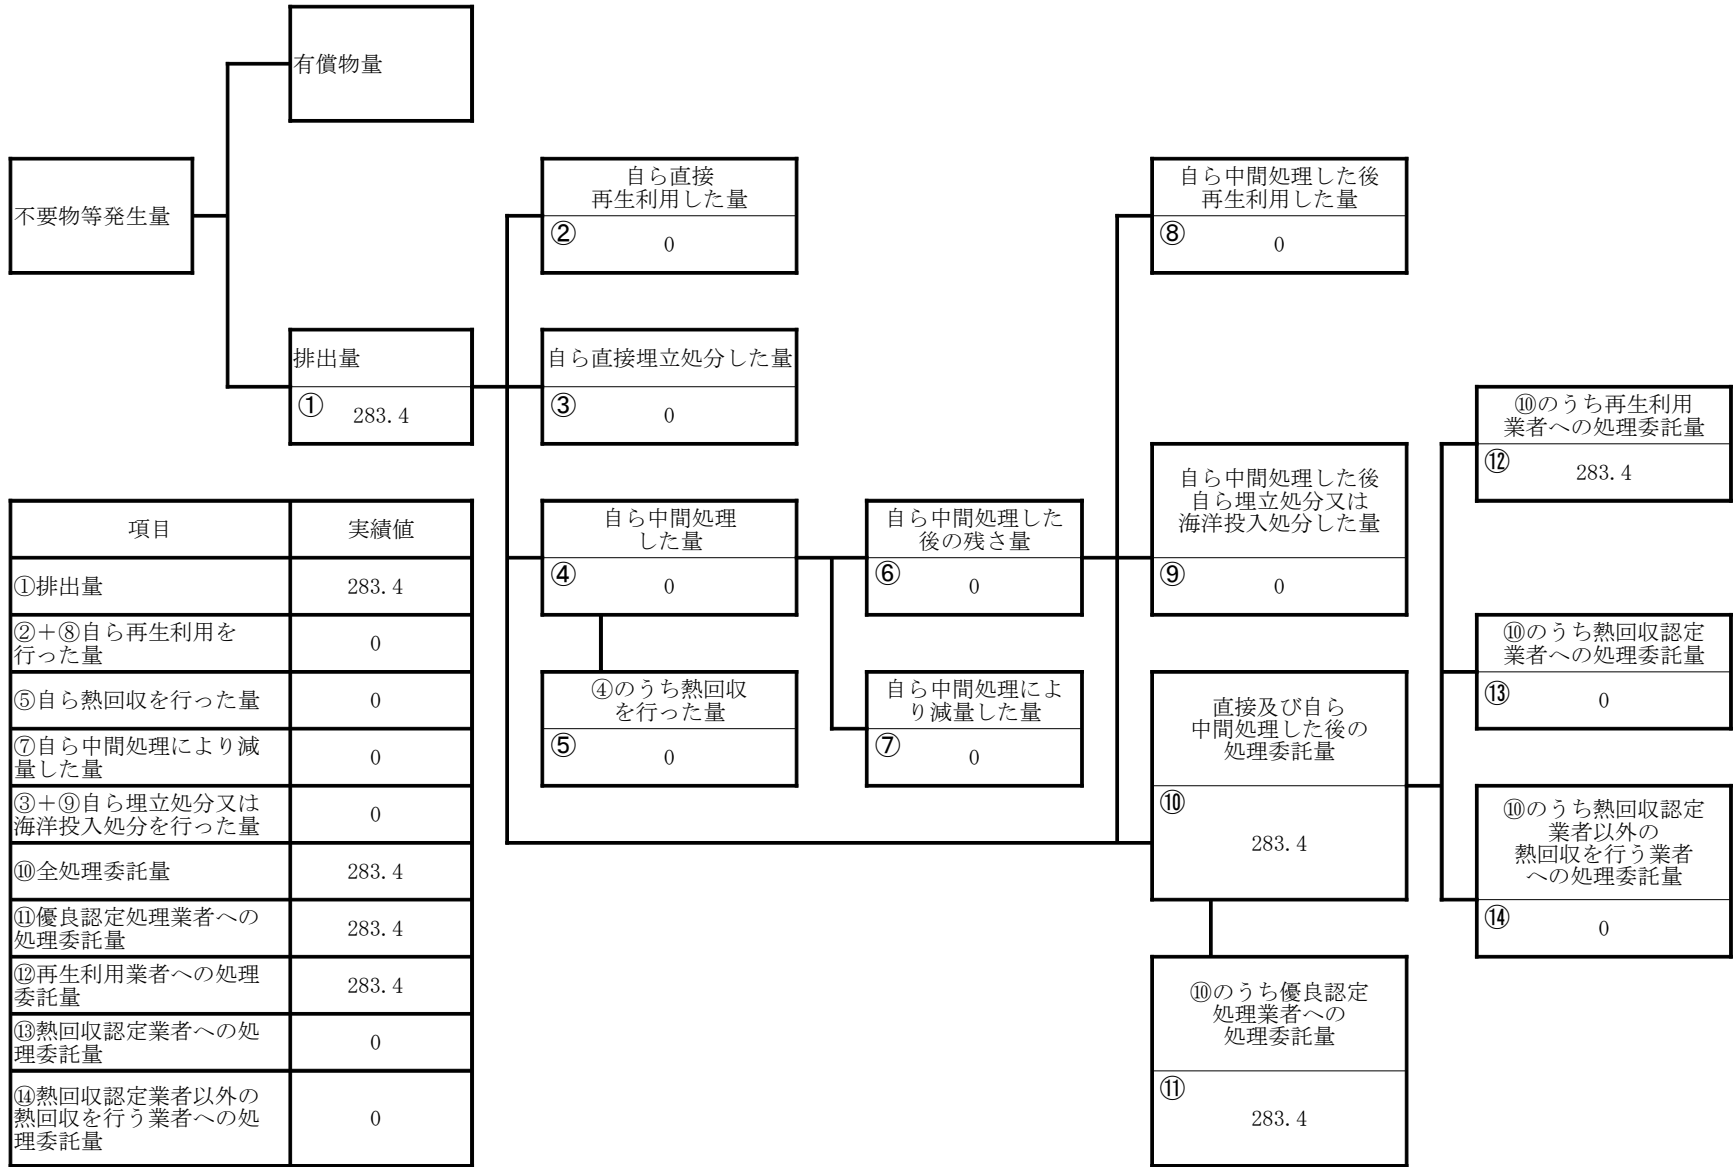 有償物量
不要物等発生量
排出量
①
283.4
自ら直接
再生利用した量
②
0
自ら直接埋立処分した量
③
0
自ら中間処理
した量
④
0
④のうち熱回収
を行った量
⑤
0
自ら中間処理した
後の残さ量
⑥
0
自ら中間処理によ
り減量した量
⑦
0
自ら中間処理した後
再生利用した量
⑧
0
自ら中間処理した後
自ら埋立処分又は
海洋投入処分した量
⑨
0
直接及び自ら
中間処理した後の
処理委託量
⑩
283.4
⑩のうち優良認定
処理業者への
処理委託量
⑪
283.4
⑩のうち再生利用
業者への処理委託量
⑫
283.4
⑩のうち熱回収認定
業者への処理委託量
⑬
0
⑩のうち熱回収認定
業者以外の
熱回収を行う業者
への処理委託量
⑭
0
項目 実績値
①排出量 283.4
②+⑧自ら再生利用を
行った量 0
⑤自ら熱回収を行った量 0
⑦自ら中間処理により減
量した量 0
③+⑨自ら埋立処分又は
海洋投入処分を行った量 0
⑩全処理委託量 283.4
⑪優良認定処理業者への
処理委託量 283.4
⑫再生利用業者への処理
委託量 283.4
⑬熱回収認定業者への処
理委託量 0
⑭熱回収認定業者以外の
熱回収を行う業者への処
理委託量 0